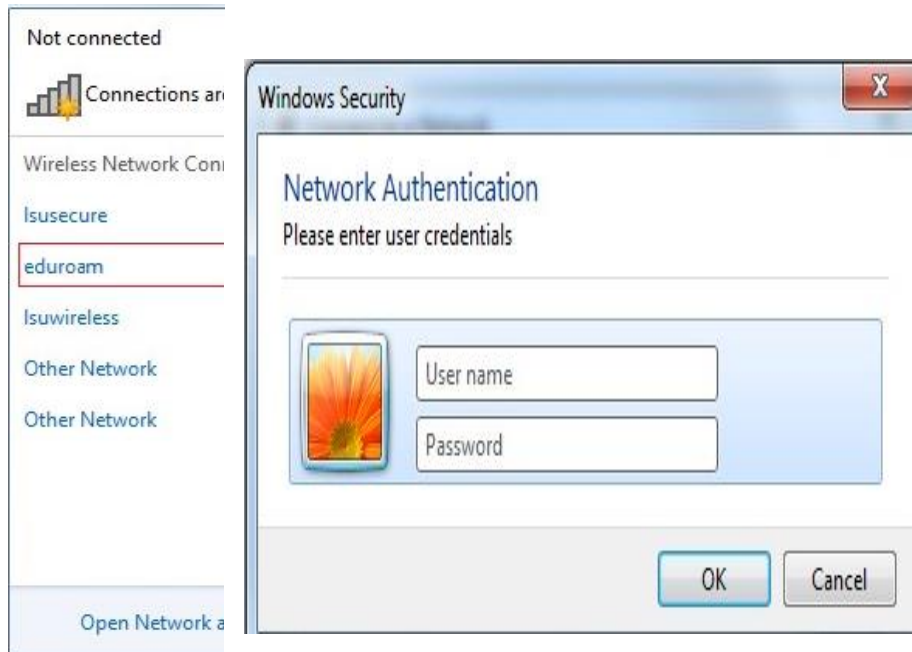 Not connected
Connections are
Wireless Network Conn
lsusecure
eduroam
lsuwireless
Other Network
Other Network
Open Network a
Windows Security
X
Network Authentication
Please enter user credentials
User name
Password
OK
Cancel